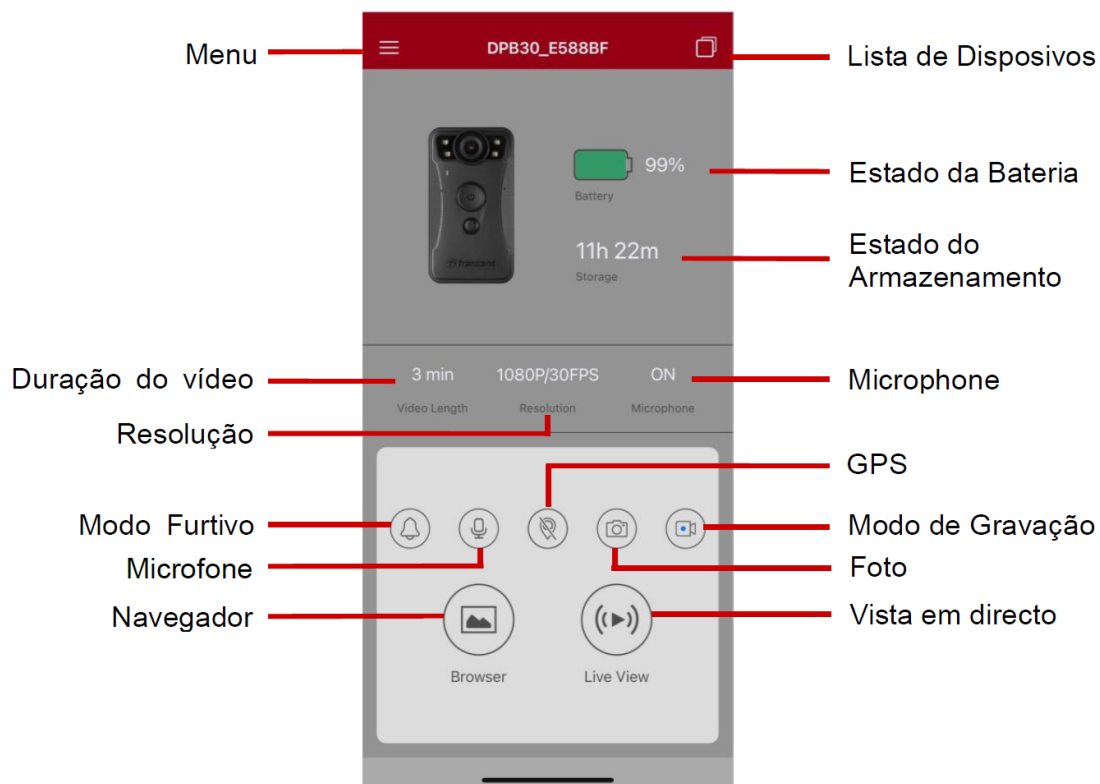 Menu
DPB30_E588BF
Lista de Disposivos
99%
Battery
Estado da Bateria
11h 22m
Storage
Estado do
Armazenamento
Transcend
Duração do vídeo
3 min
1080P/30FPS
ON
Microphone
Video Length
Resolution
Microphone
Resolução
GPS
Modo Furtivo
Modo de Gravação
Microfone
Foto
Navegador
Vista em directo
Browser
Live View